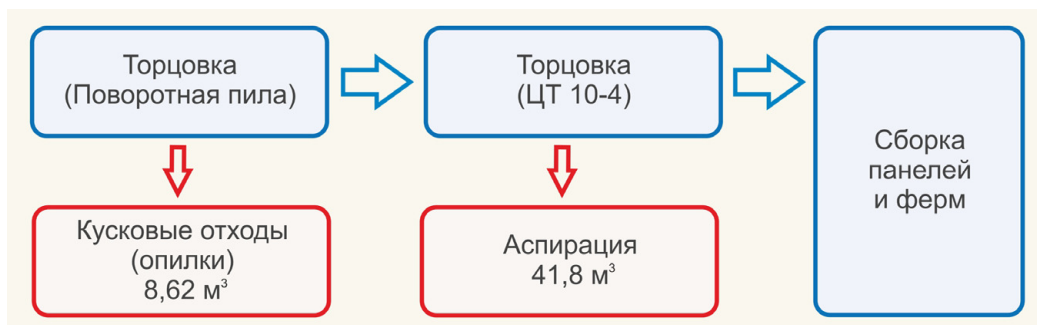 Торцовка
(Поворотная пила)
Торцовка
(ЦТ 10-4)
Сборка
панелей
и ферм
Кусковые отходы
(опилки)
8,62 м³
Аспирация
41,8 м³